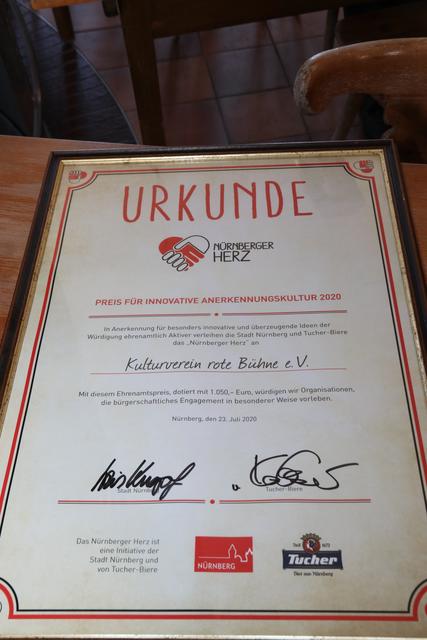 URKUNDE
NÜRNBERGER
HERZ
PREIS FÜR INNOVATIVE ANERKENNUNGSKULTUR 2020
In Anerkennung für besonders innovative und überzeugende Ideen der
Würdigung ehrenamtlich Aktiver verleihen die Stadt Nürnberg und Tucher-Biere
das „Nürnberger Herz" an
Kulturverein rote Bühne e.V.
Mit diesem Ehrenamtspreis, dotiert mit 1.050,- Euro, würdigen wir Organisationen,
die bürgerschaftliches Engagement in besonderer Weise vorleben.
Nürnberg, den 23. Juli 2020
Stadt Nürnberg
Tucher-Biere
Das Nürnberger Herz ist
eine Initiative der
Stadt Nürnberg und
von Tucher-Biere
NÜRNBERG
Seit 1672
Tucher
Das aus Nürnberg